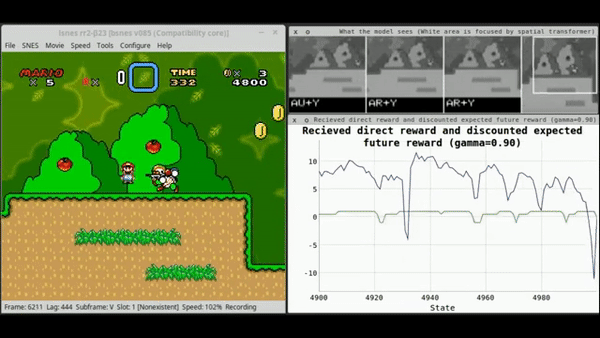 lsnes rr2-β23 [bsnes v085 (Compatibility core)]
File SNES Movie Speed Tools Configure Help
MARIO TIME
x 5 x 0 332 x 3
4800
Frame: 6211 Lag: 444 Subframe: V Slot: 1 [Nonexistent] Speed: 102% Recording
x o What the model sees (White area is focused by spatial transformer)
AU+Y AR+Y AR+Y
x o Recieved direct reward and discounted expected future reward (gamma=0.90)
Recieved direct reward and discounted expected
future reward (gamma=0.90)
10
5
0
-5
-10
4900 4920 4940 4960 4980
State